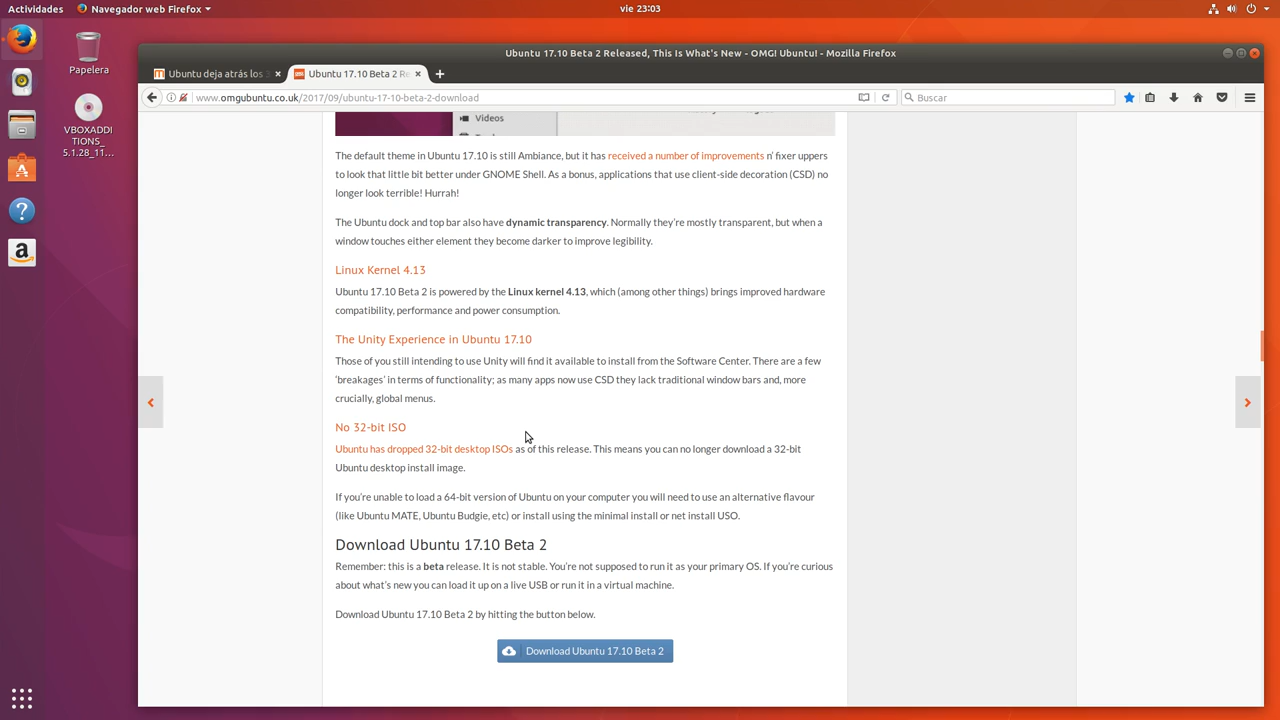 Actividades
Navegador web Firefox
vie 23:03
Papelera
VBOXADDI
TIONS_
5.1.28_11...
Ubuntu 17.10 Beta 2 Released, This Is What's New - OMG! Ubuntu! - Mozilla Firefox
Ubuntu deja atrás los
Ubuntu 17.10 Beta 2 Re
www.omgubuntu.co.uk/2017/09/ubuntu-17-10-beta-2-download
Buscar
Videos
The default theme in Ubuntu 17.10 is still Ambiance, but it has received a number of improvements n’ fixer uppers
to look that little bit better under GNOME Shell. As a bonus, applications that use client-side decoration (CSD) no
longer look terrible! Hurrah!
The Ubuntu dock and top bar also have dynamic transparency. Normally they’re mostly transparent, but when a
window touches either element they become darker to improve legibility.
Linux Kernel 4.13
Ubuntu 17.10 Beta 2 is powered by the Linux kernel 4.13, which (among other things) brings improved hardware
compatibility, performance and power consumption.
The Unity Experience in Ubuntu 17.10
Those of you still intending to use Unity will find it available to install from the Software Center. There are a few
‘breakages’ in terms of functionality; as many apps now use CSD they lack traditional window bars and, more
crucially, global menus.
No 32-bit ISO
Ubuntu has dropped 32-bit desktop ISOs as of this release. This means you can no longer download a 32-bit
Ubuntu desktop install image.
If you’re unable to load a 64-bit version of Ubuntu on your computer you will need to use an alternative flavour
(like Ubuntu MATE, Ubuntu Budgie, etc) or install using the minimal install or net install USO.
Download Ubuntu 17.10 Beta 2
Remember: this is a beta release. It is not stable. You’re not supposed to run it as your primary OS. If you’re curious
about what’s new you can load it up on a live USB or run it in a virtual machine.
Download Ubuntu 17.10 Beta 2 by hitting the button below.
Download Ubuntu 17.10 Beta 2